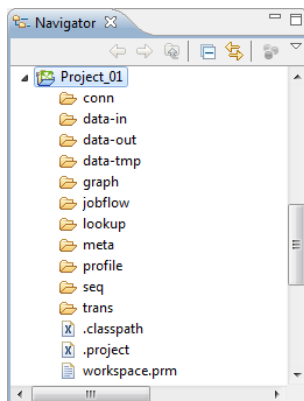 Navigator
Project_01
conn
data-in
data-out
data-tmp
graph
jobflow
lookup
meta
profile
seq
trans
.classpath
.project
workspace.prm